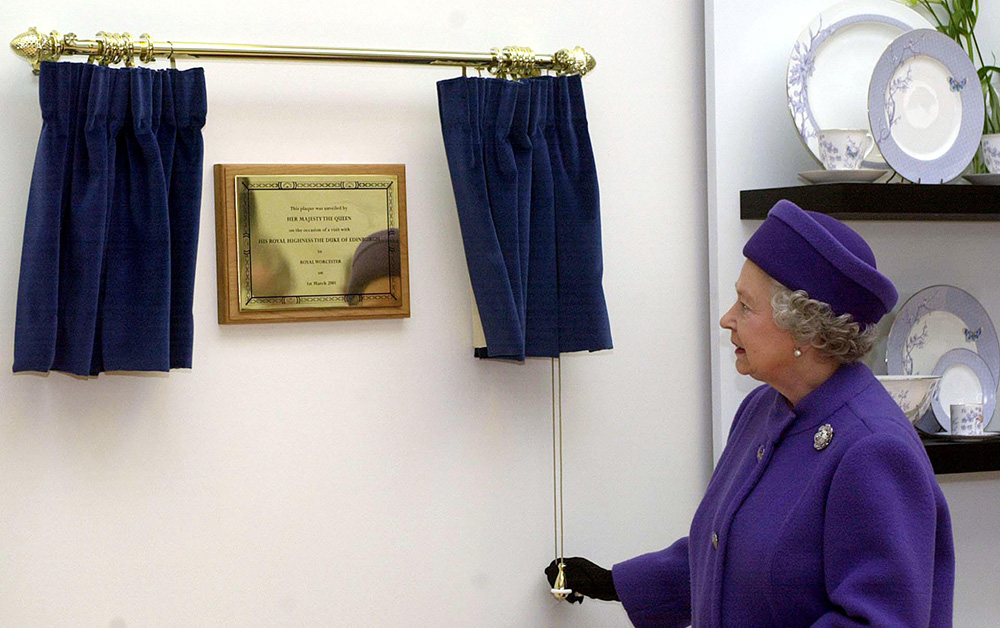 This plaque was unveiled by
HER MAJESTY THE QUEEN
on the occasion of a visit with
HIS ROYAL HIGHNESS THE DUKE OF EDINBURGH
to
ROYAL WORCESTER
on
1st March 2001